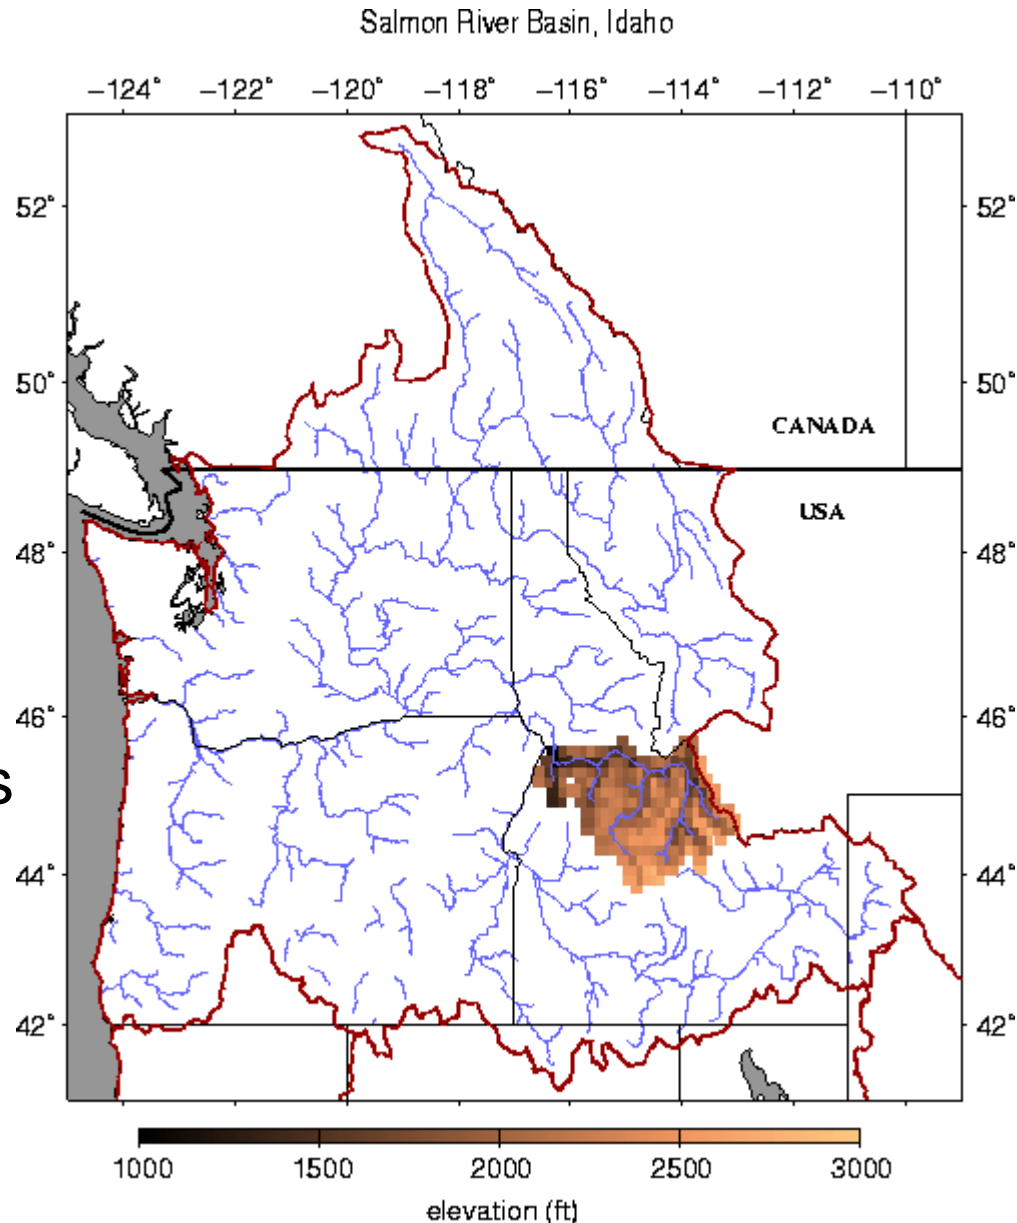 Salmon River Basin, Idaho
−124° −122° −120° −118° −116° −114° −112° −110°
52° 52°
50° 50°
CANADA
USA
48° 48°
46° 46°
s
44° 44°
42° 42°
1000 1500 2000 2500 3000
elevation (ft)